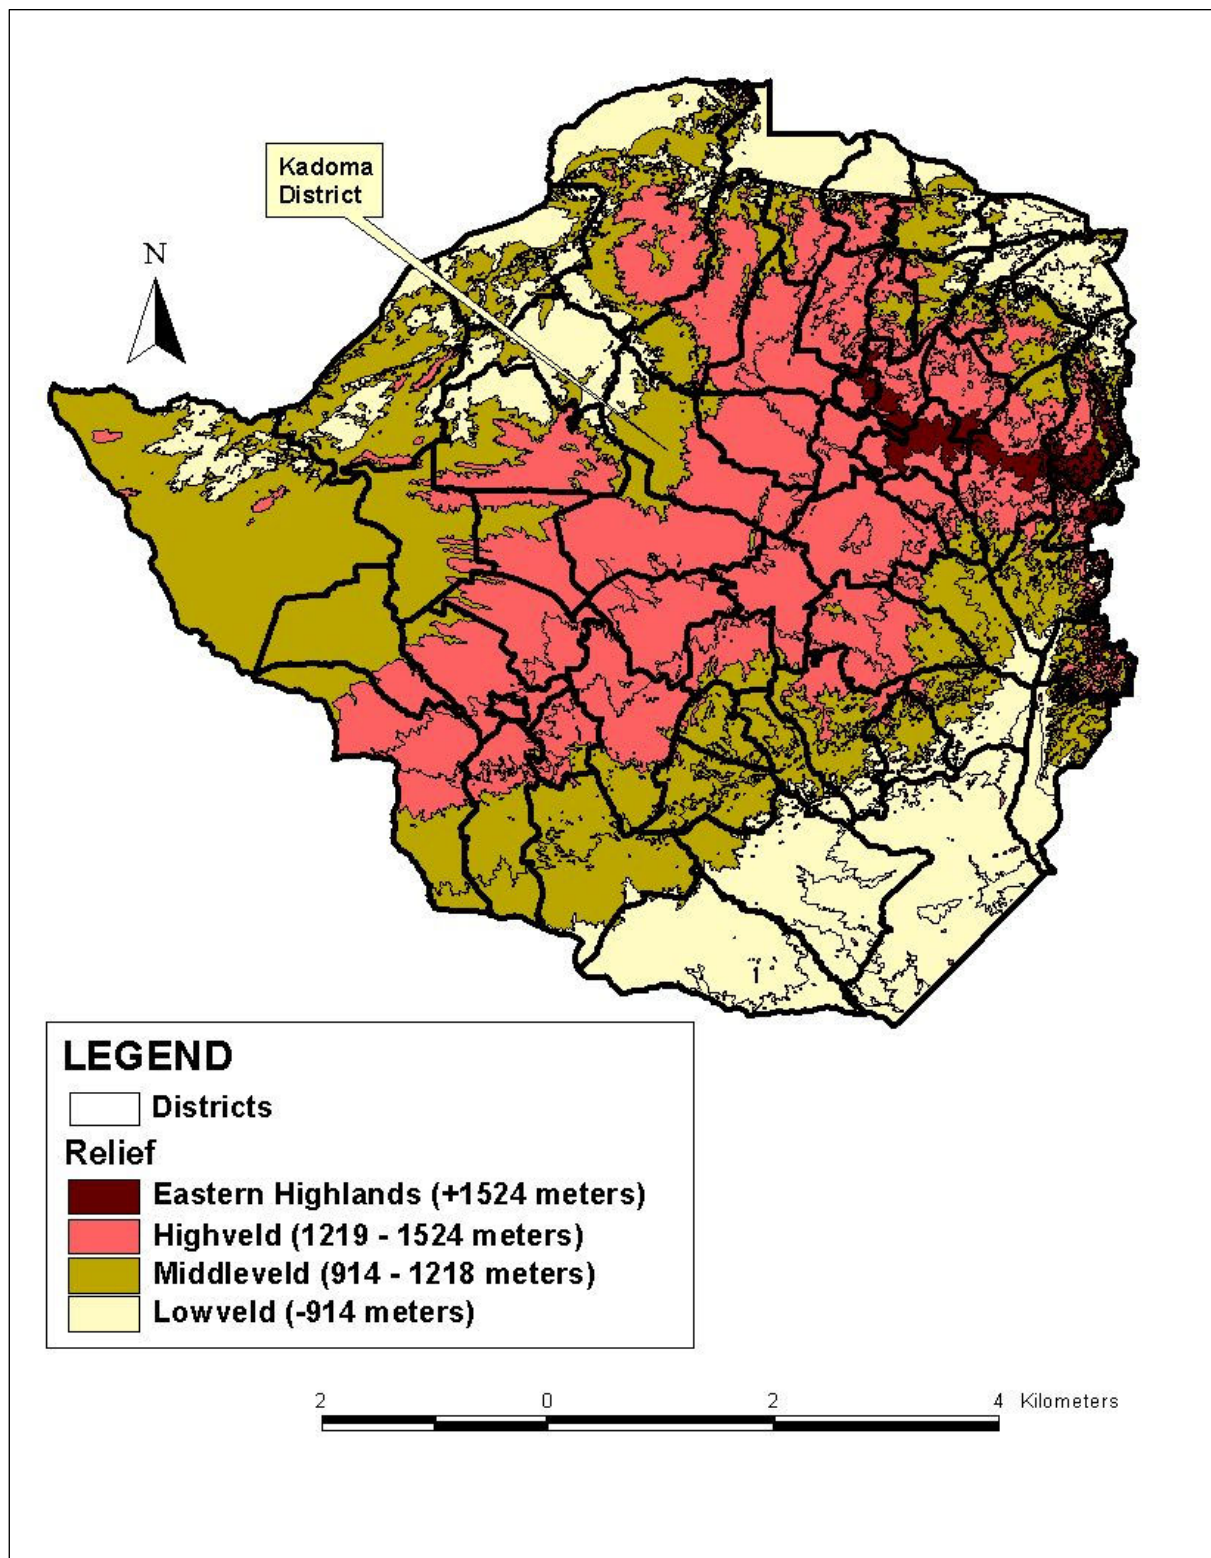 Kadoma
District
N
LEGEND
Districts
Relief
Eastern Highlands (+1524 meters)
Highveld (1219 - 1524 meters)
Middleveld (914 - 1218 meters)
Lowveld (-914 meters)
2 0 2 4 Kilometers